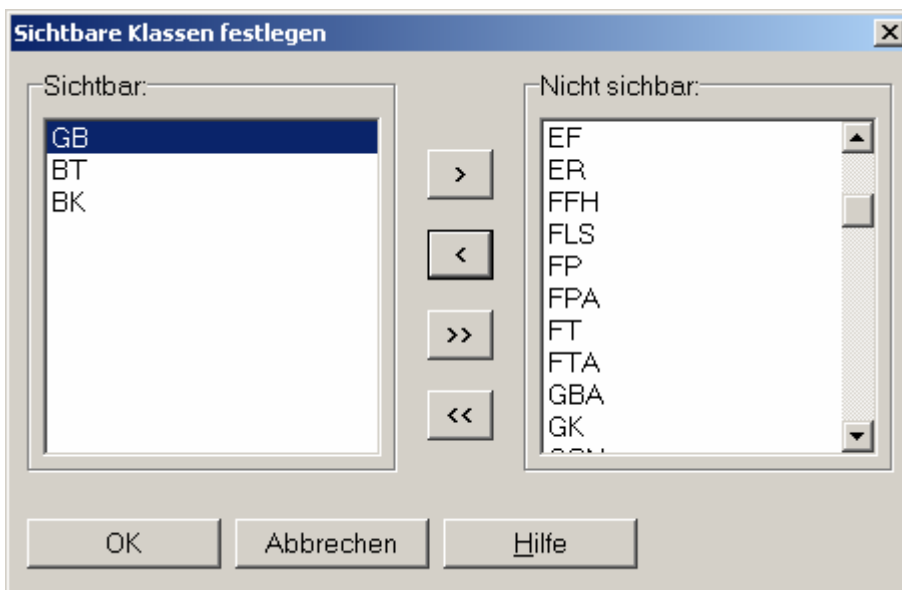 Sichtbare Klassen festlegen
Sichtbar:
GB
BT
BK
>
<
>>
<<
Nicht sichbar:
EF
ER
FFH
FLS
FP
FPA
FT
FTA
GBA
GK
OK
Abbrechen
Hilfe